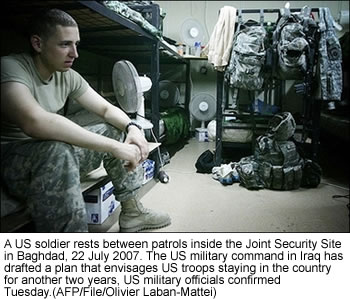 A US soldier rests between patrols inside the Joint Security Site
in Baghdad, 22 July 2007. The US military command in Iraq has
drafted a plan that envisages US troops staying in the country
for another two years, US military officials confirmed
Tuesday.(AFP/File/Olivier Laban-Mattei)